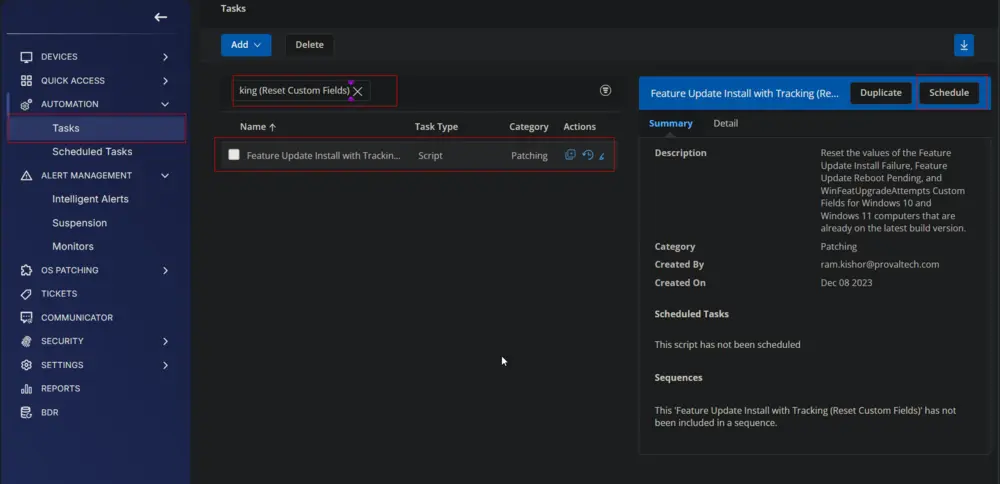 Tasks
DEVICES
QUICK ACCESS
AUTOMATION
Tasks
Scheduled Tasks
ALERT MANAGEMENT
Intelligent Alerts
Suspension
Monitors
OS PATCHING
TICKETS
COMMUNICATOR
SECURITY
SETTINGS
REPORTS
BDR
Add
Delete
king (Reset Custom Fields)
Name Task Type Category Actions
Feature Update Install with Trackin... Script Patching
Feature Update Install with Tracking (Re... Duplicate Schedule
Summary Detail
Description Reset the values of the Feature
Update Install Failure, Feature
Update Reboot Pending, and
WinFeatUpgradeAttempts Custom
Fields for Windows 10 and
Windows 11 computers that are
already on the latest build version.
Category Patching
Created By ram.kishor@provaltech.com
Created On Dec 08 2023
Scheduled Tasks
This script has not been scheduled
Sequences
This 'Feature Update Install with Tracking (Reset Custom Fields)' has not
been included in a sequence.